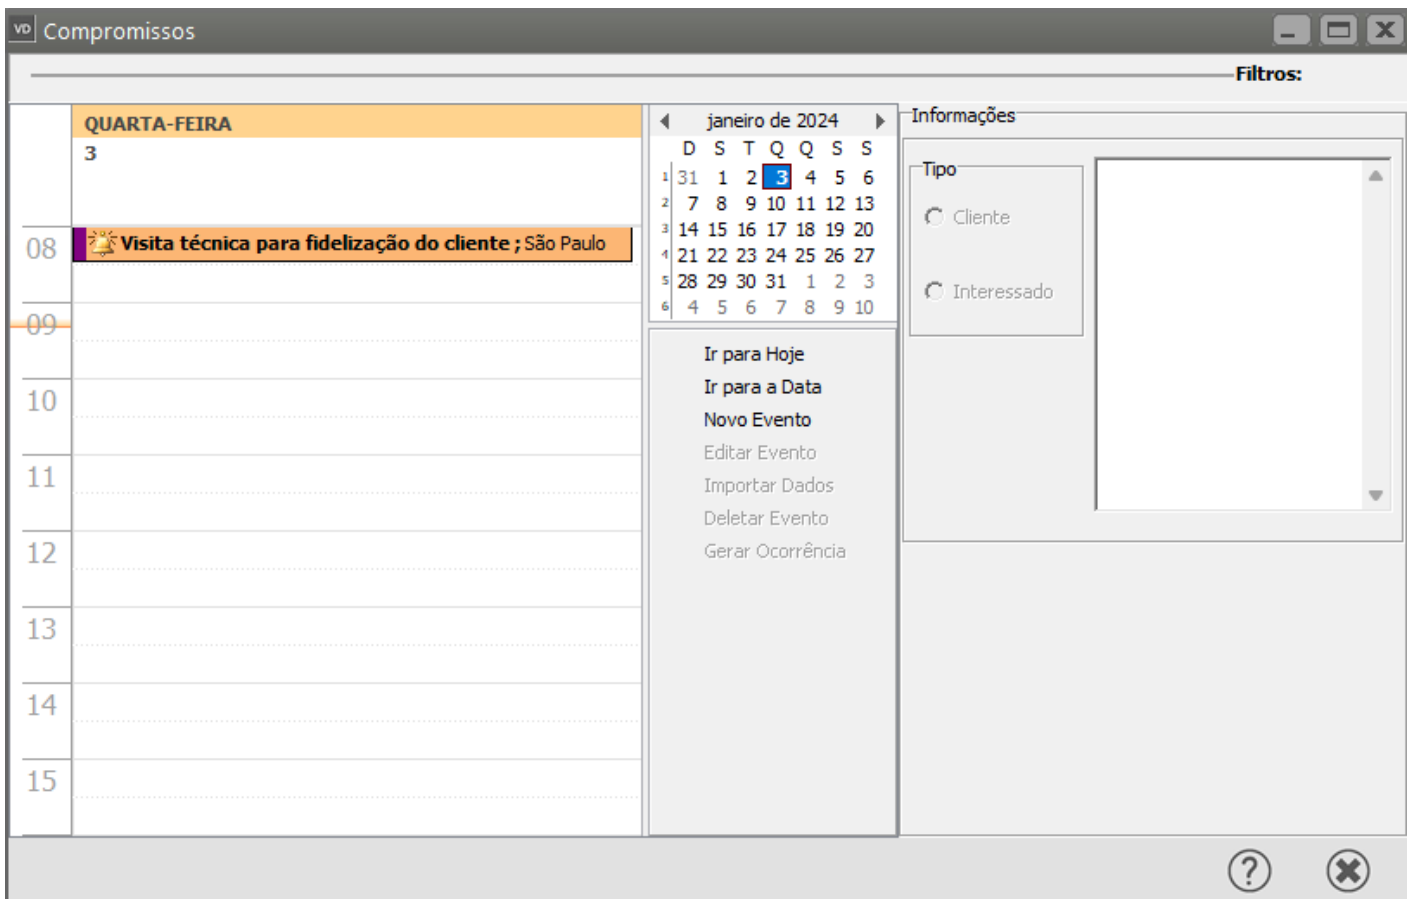 VD Compromissos
Filtros:
QUARTA-FEIRA
3
08
Visita técnica para fidelização do cliente ; São Paulo
09
10
11
12
13
14
15
janeiro de 2024
D S T Q Q S S
1 31 1 2 3 4 5 6
2 7 8 9 10 11 12 13
3 14 15 16 17 18 19 20
4 21 22 23 24 25 26 27
5 28 29 30 31 1 2 3
6 4 5 6 7 8 9 10
Ir para Hoje
Ir para a Data
Novo Evento
Editar Evento
Importar Dados
Deletar Evento
Gerar Ocorrência
Informações
Tipo
Cliente
Interessado
?